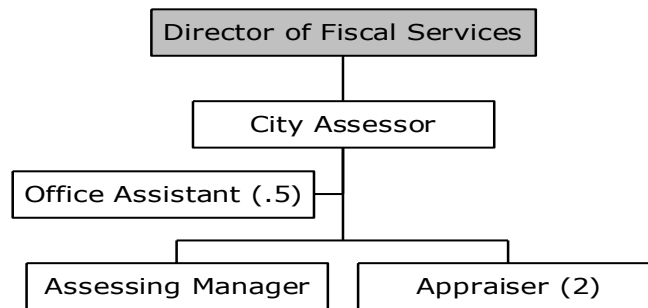 Director of Fiscal Services
City Assessor
Office Assistant (.5)
Assessing Manager
Appraiser (2)